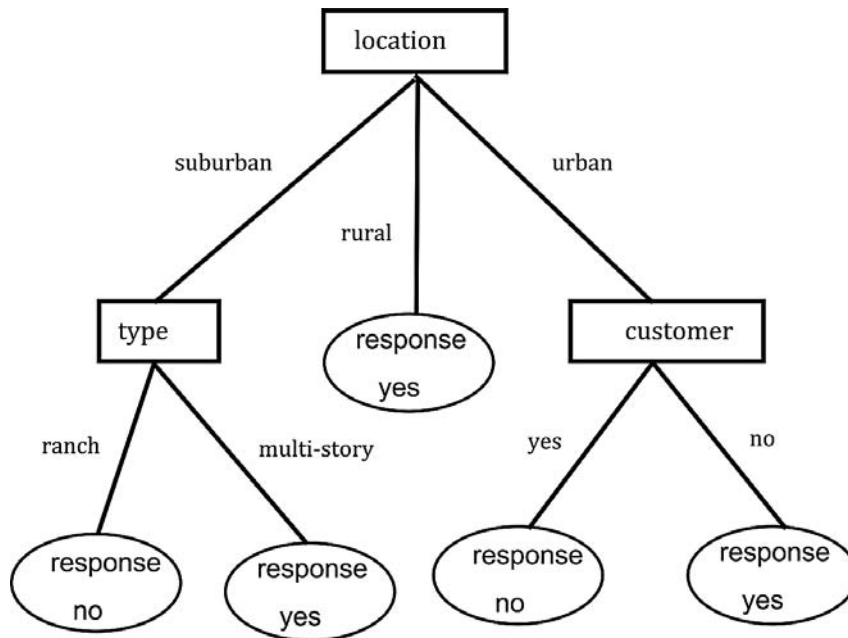 location
suburban
urban
rural
type
response
yes
customer
ranch
multi-story
yes
no
response
no
response
yes
response
no
response
yes